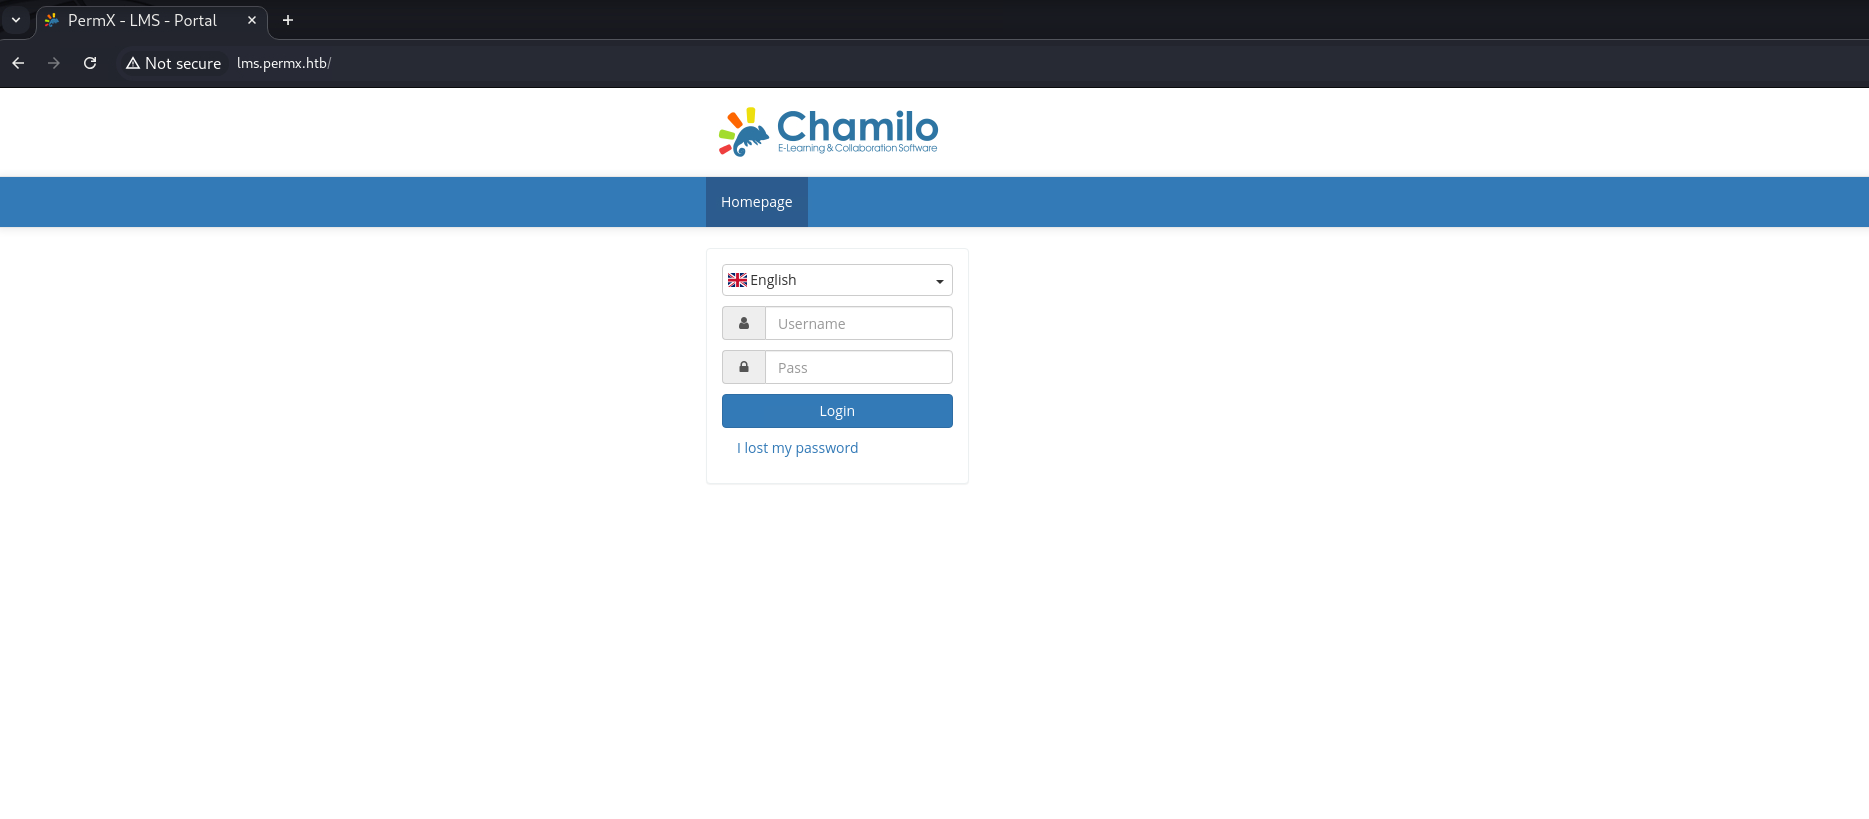 PermX - LMS - Portal
Not secure lms.permx.htb/
Chamilo
E-Learning & Collaboration Software
Homepage
English
Username
Pass
Login
I lost my password